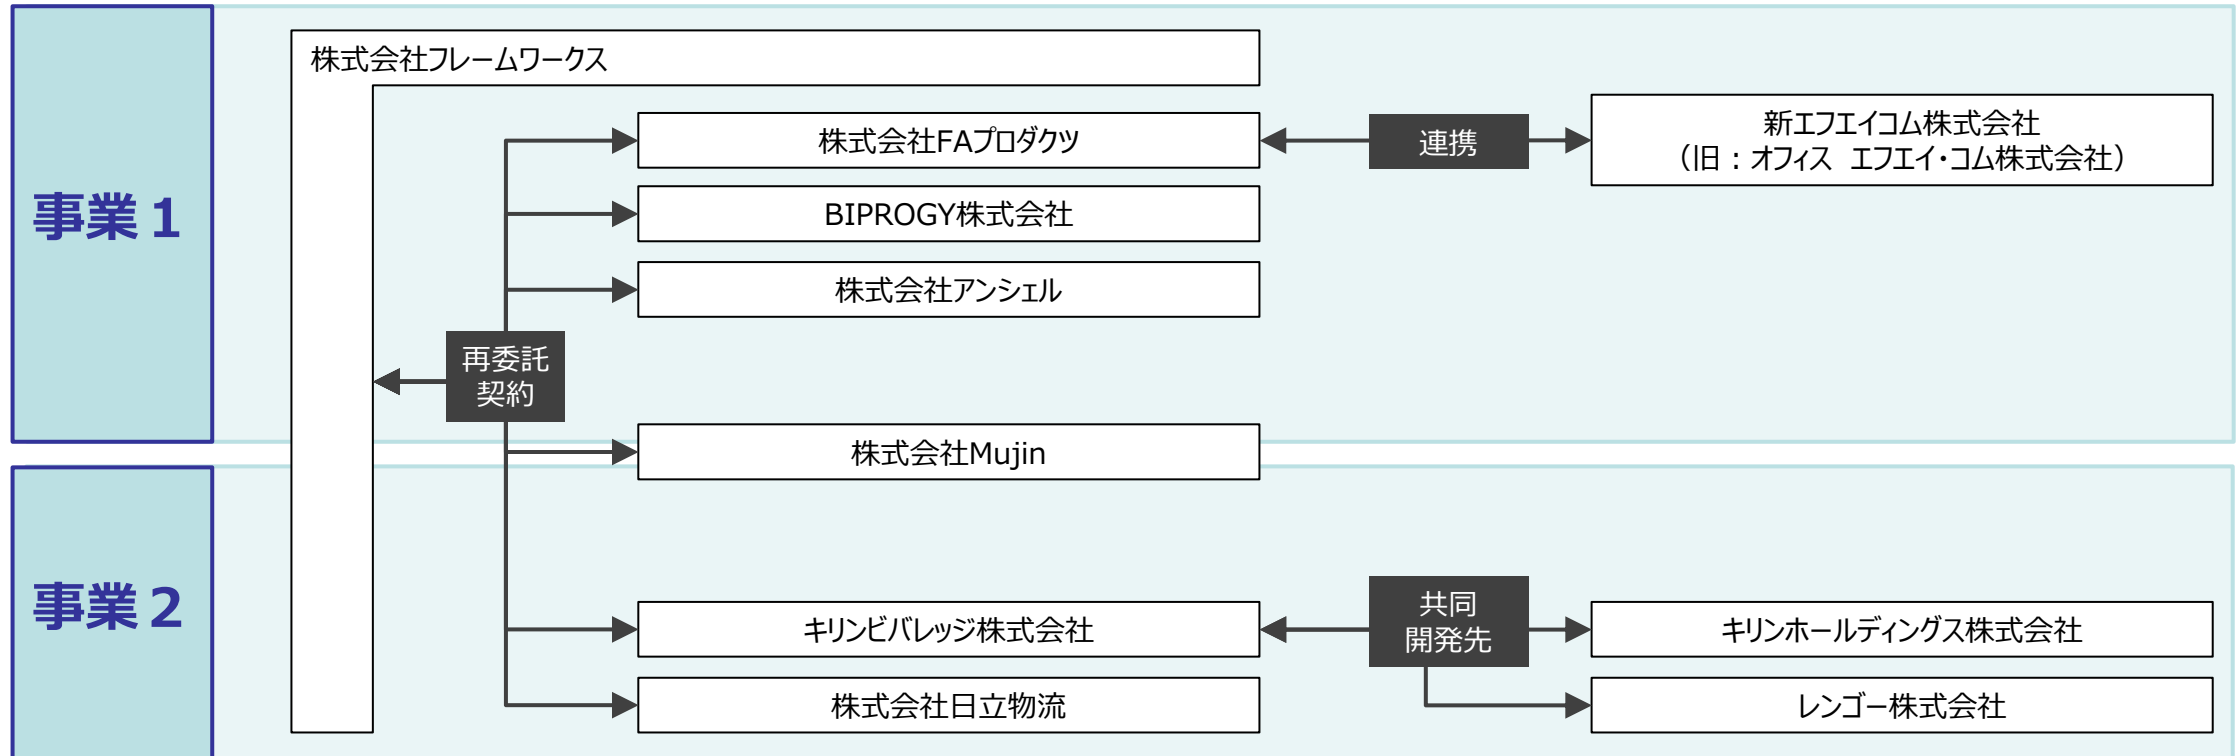 事業1
株式会社フレームワークス
株式会社FAプロダクツ
連携
新エフエイコム株式会社
（旧：オフィス　エフエイ・コム株式会社）
BIPROGY株式会社
株式会社アンシェル
再委託
契約
株式会社Mujin
事業2
キリンビバレッジ株式会社
共同
開発先
キリンホールディングス株式会社
株式会社日立物流
レンゴー株式会社